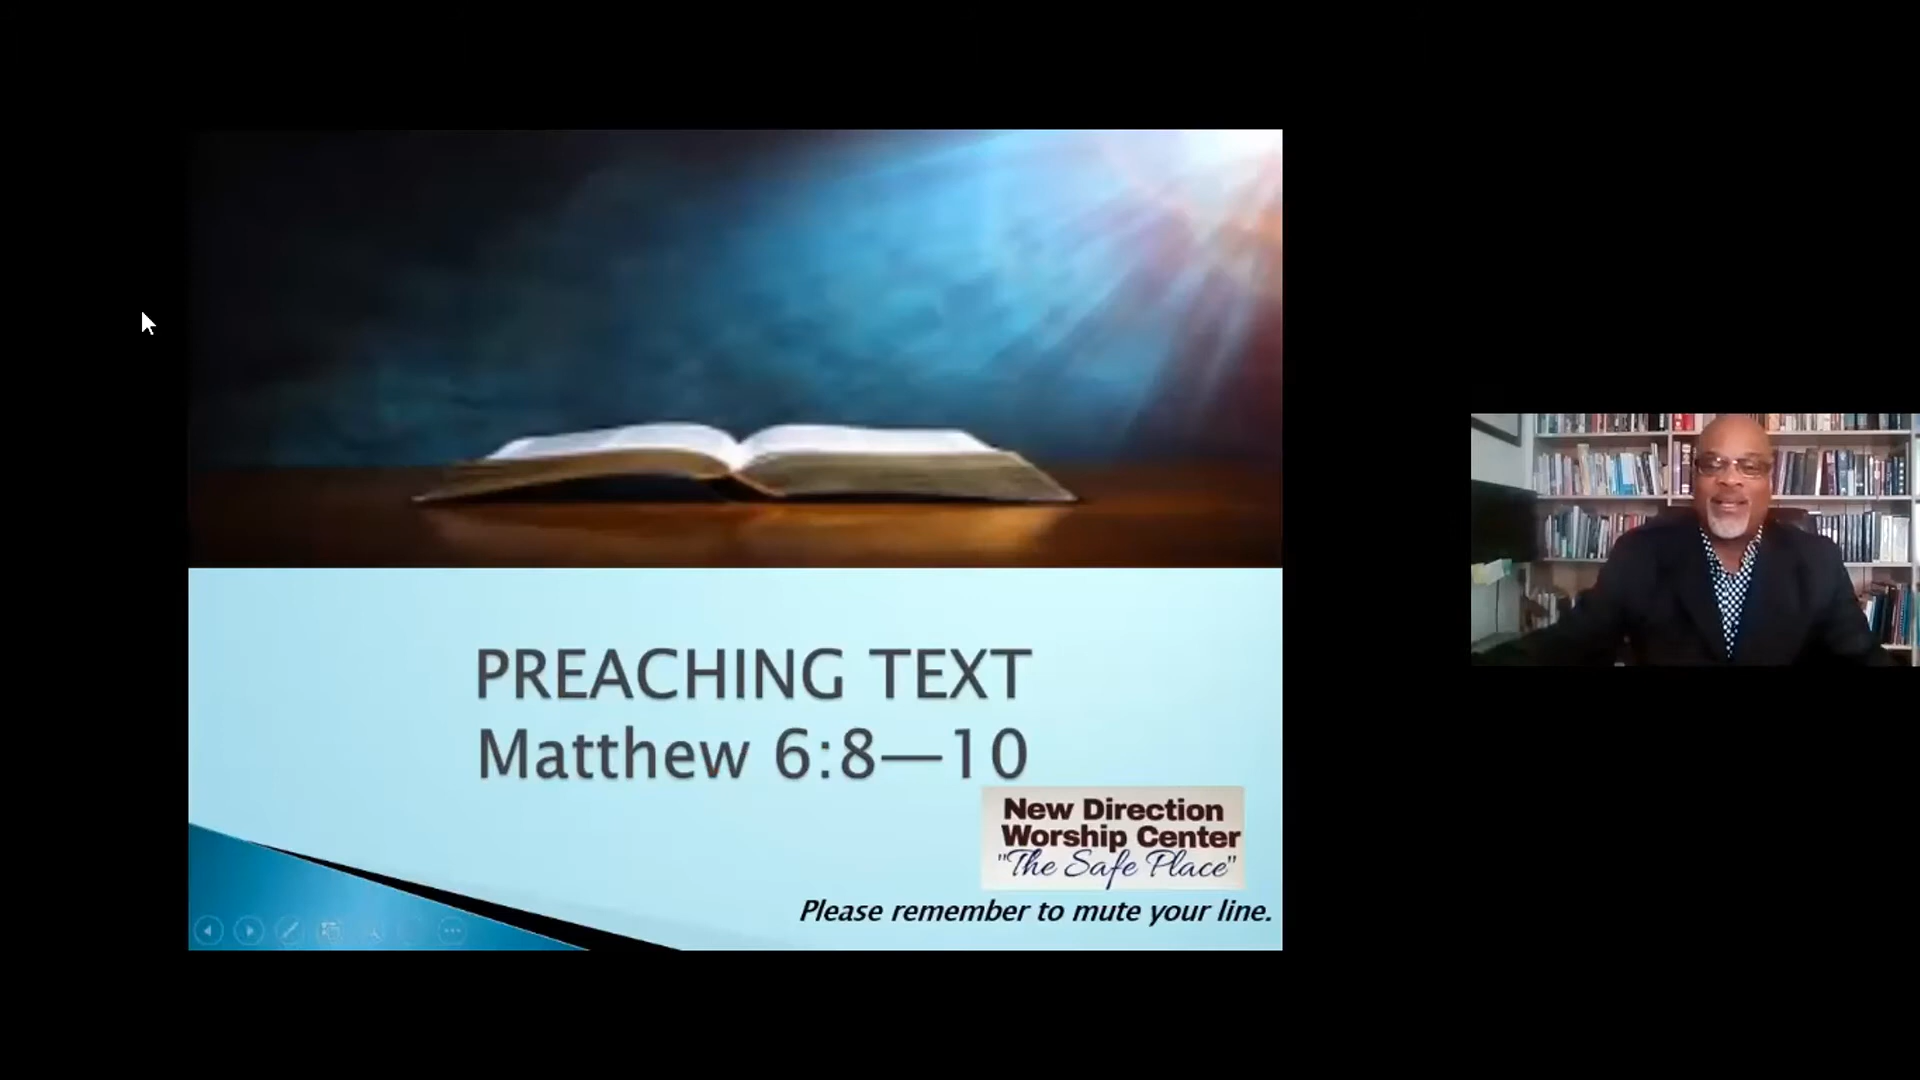 PREACHING TEXT
Matthew 6:8—10
New Direction
Worship Center
"The Safe Place"
Please remember to mute your line.